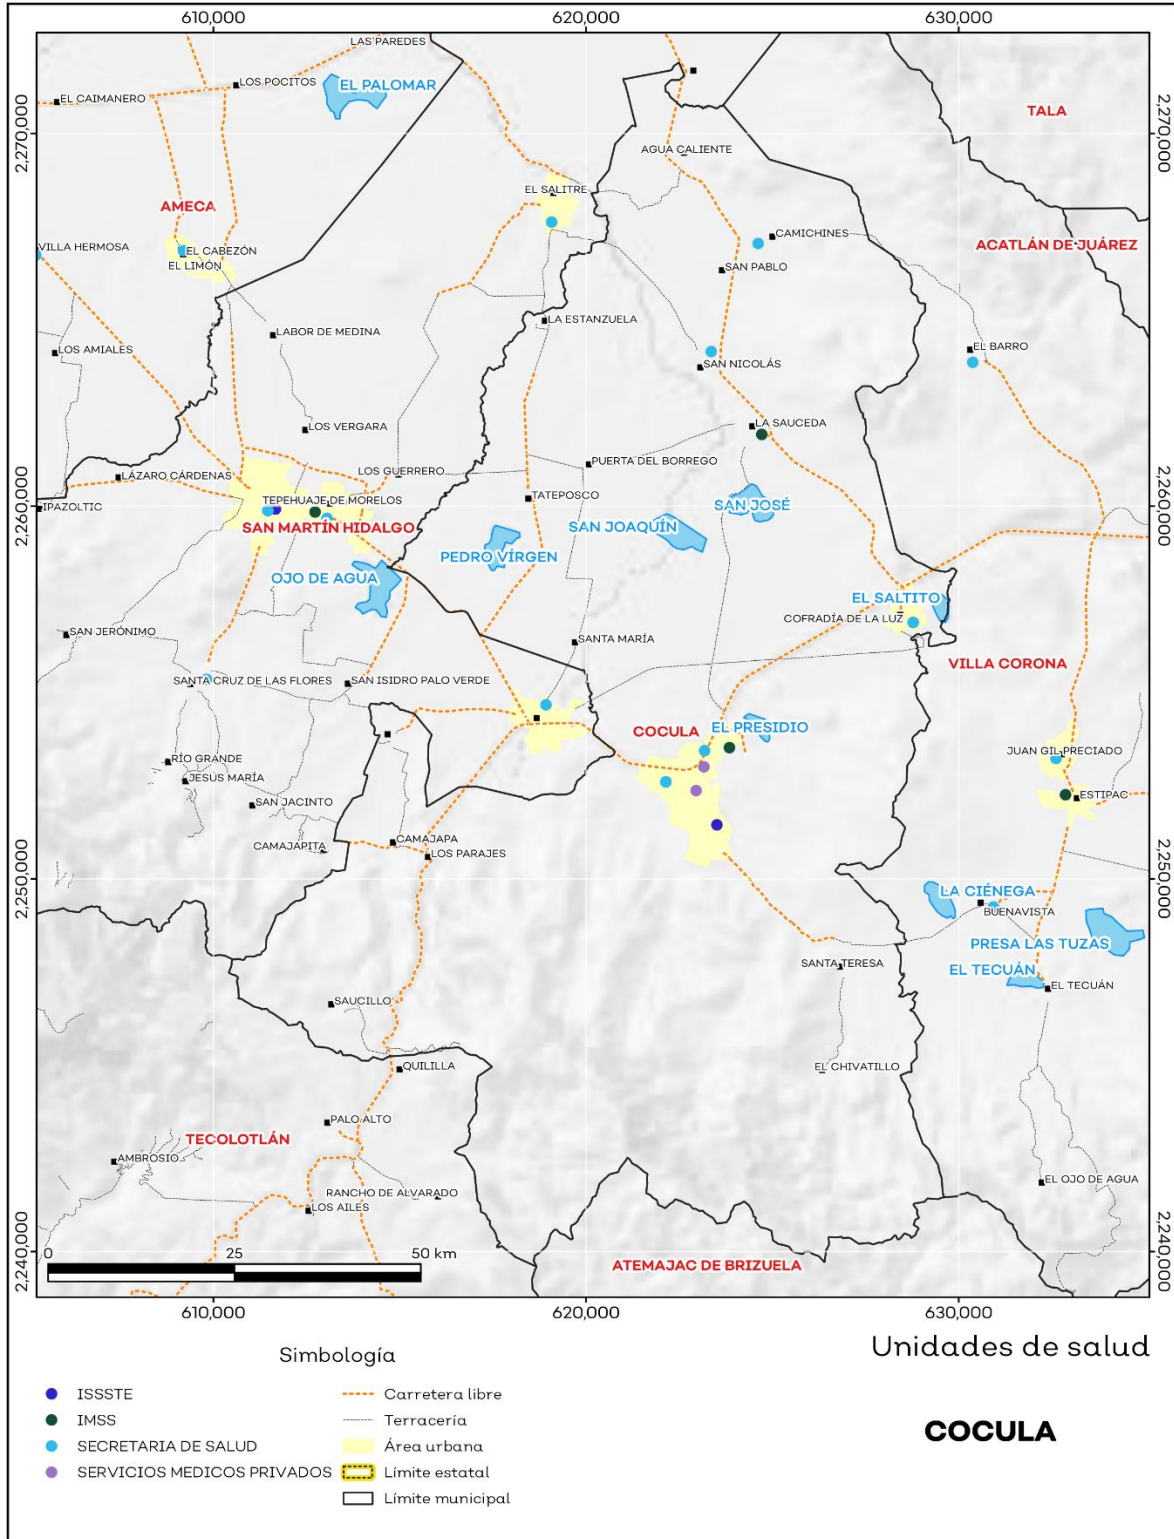 610,000
620,000
630,000
LAS PAREDES
LOS POCITOS
EL PALOMAR
EL CAIMANERO
TALA
2,270,000
2,270,000
AGUA CALIENTE
EL SALITRE
AMECA
CAMICHINES
ACATLÁN DE JUÁREZ
VILLA HERMOSA
EL CABEZÓN
EL LIMÓN
SAN PABLO
LA ESTANZUELA
LABOR DE MEDINA
LOS AMIALES
EL BARRO
SAN NICOLÁS
LOS VERGARA
LA SAUCEDA
PUERTA DEL BORREGO
LOS GUERRERO
LÁZARO CÁRDENAS
TEPEHUAJE DE MORELOS
TATEPOSCO
SAN JOSÉ
IPAZOLTIC
2,260,000
2,260,000
SAN MARTÍN HIDALGO
SAN JOAQUÍN
PEDRO VÍRGEN
OJO DE AGUA
EL SALTITO
COFRADÍA DE LA LUZ
SAN JERÓNIMO
SANTA MARÍA
VILLA CORONA
SANTA CRUZ DE LAS FLORES
SAN ISIDRO PALO VERDE
COCULA
EL PRESIDIO
JUAN GIL PRECIADO
RÍO GRANDE
JESÚS MARÍA
SAN JACINTO
ESTIPAC
CAMAJAPITA
CAMAJAPA
LOS PARAJES
2,250,000
2,250,000
LA CIÉNEGA
BUENAVISTA
PRESA LAS TUZAS
SANTA TERESA
EL TECUÁN
EL TECUÁN
SAUCILLO
QUILILLA
EL CHIVATILLO
PALO ALTO
TECOLOTLÁN
AMBROSIO
RANCHO DE ALVARADO
LOS AILES
EL OJO DE AGUA
2,240,000
2,240,000
0
25
50 km
ATEMAJAC DE BRIZUELA
610,000
620,000
630,000
Simbología
Unidades de salud
ISSSTE
IMSS
SECRETARIA DE SALUD
SERVICIOS MEDICOS PRIVADOS
Carretera libre
Terracería
Área urbana
Límite estatal
Límite municipal
COCULA